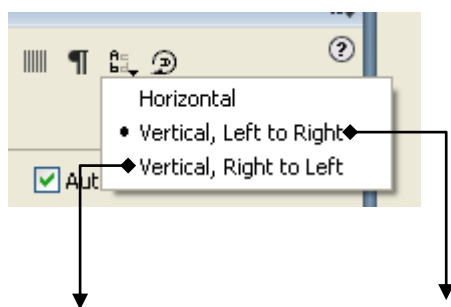 Horizontal
• Vertical, Left to Right
Vertical, Right to Left
Aut